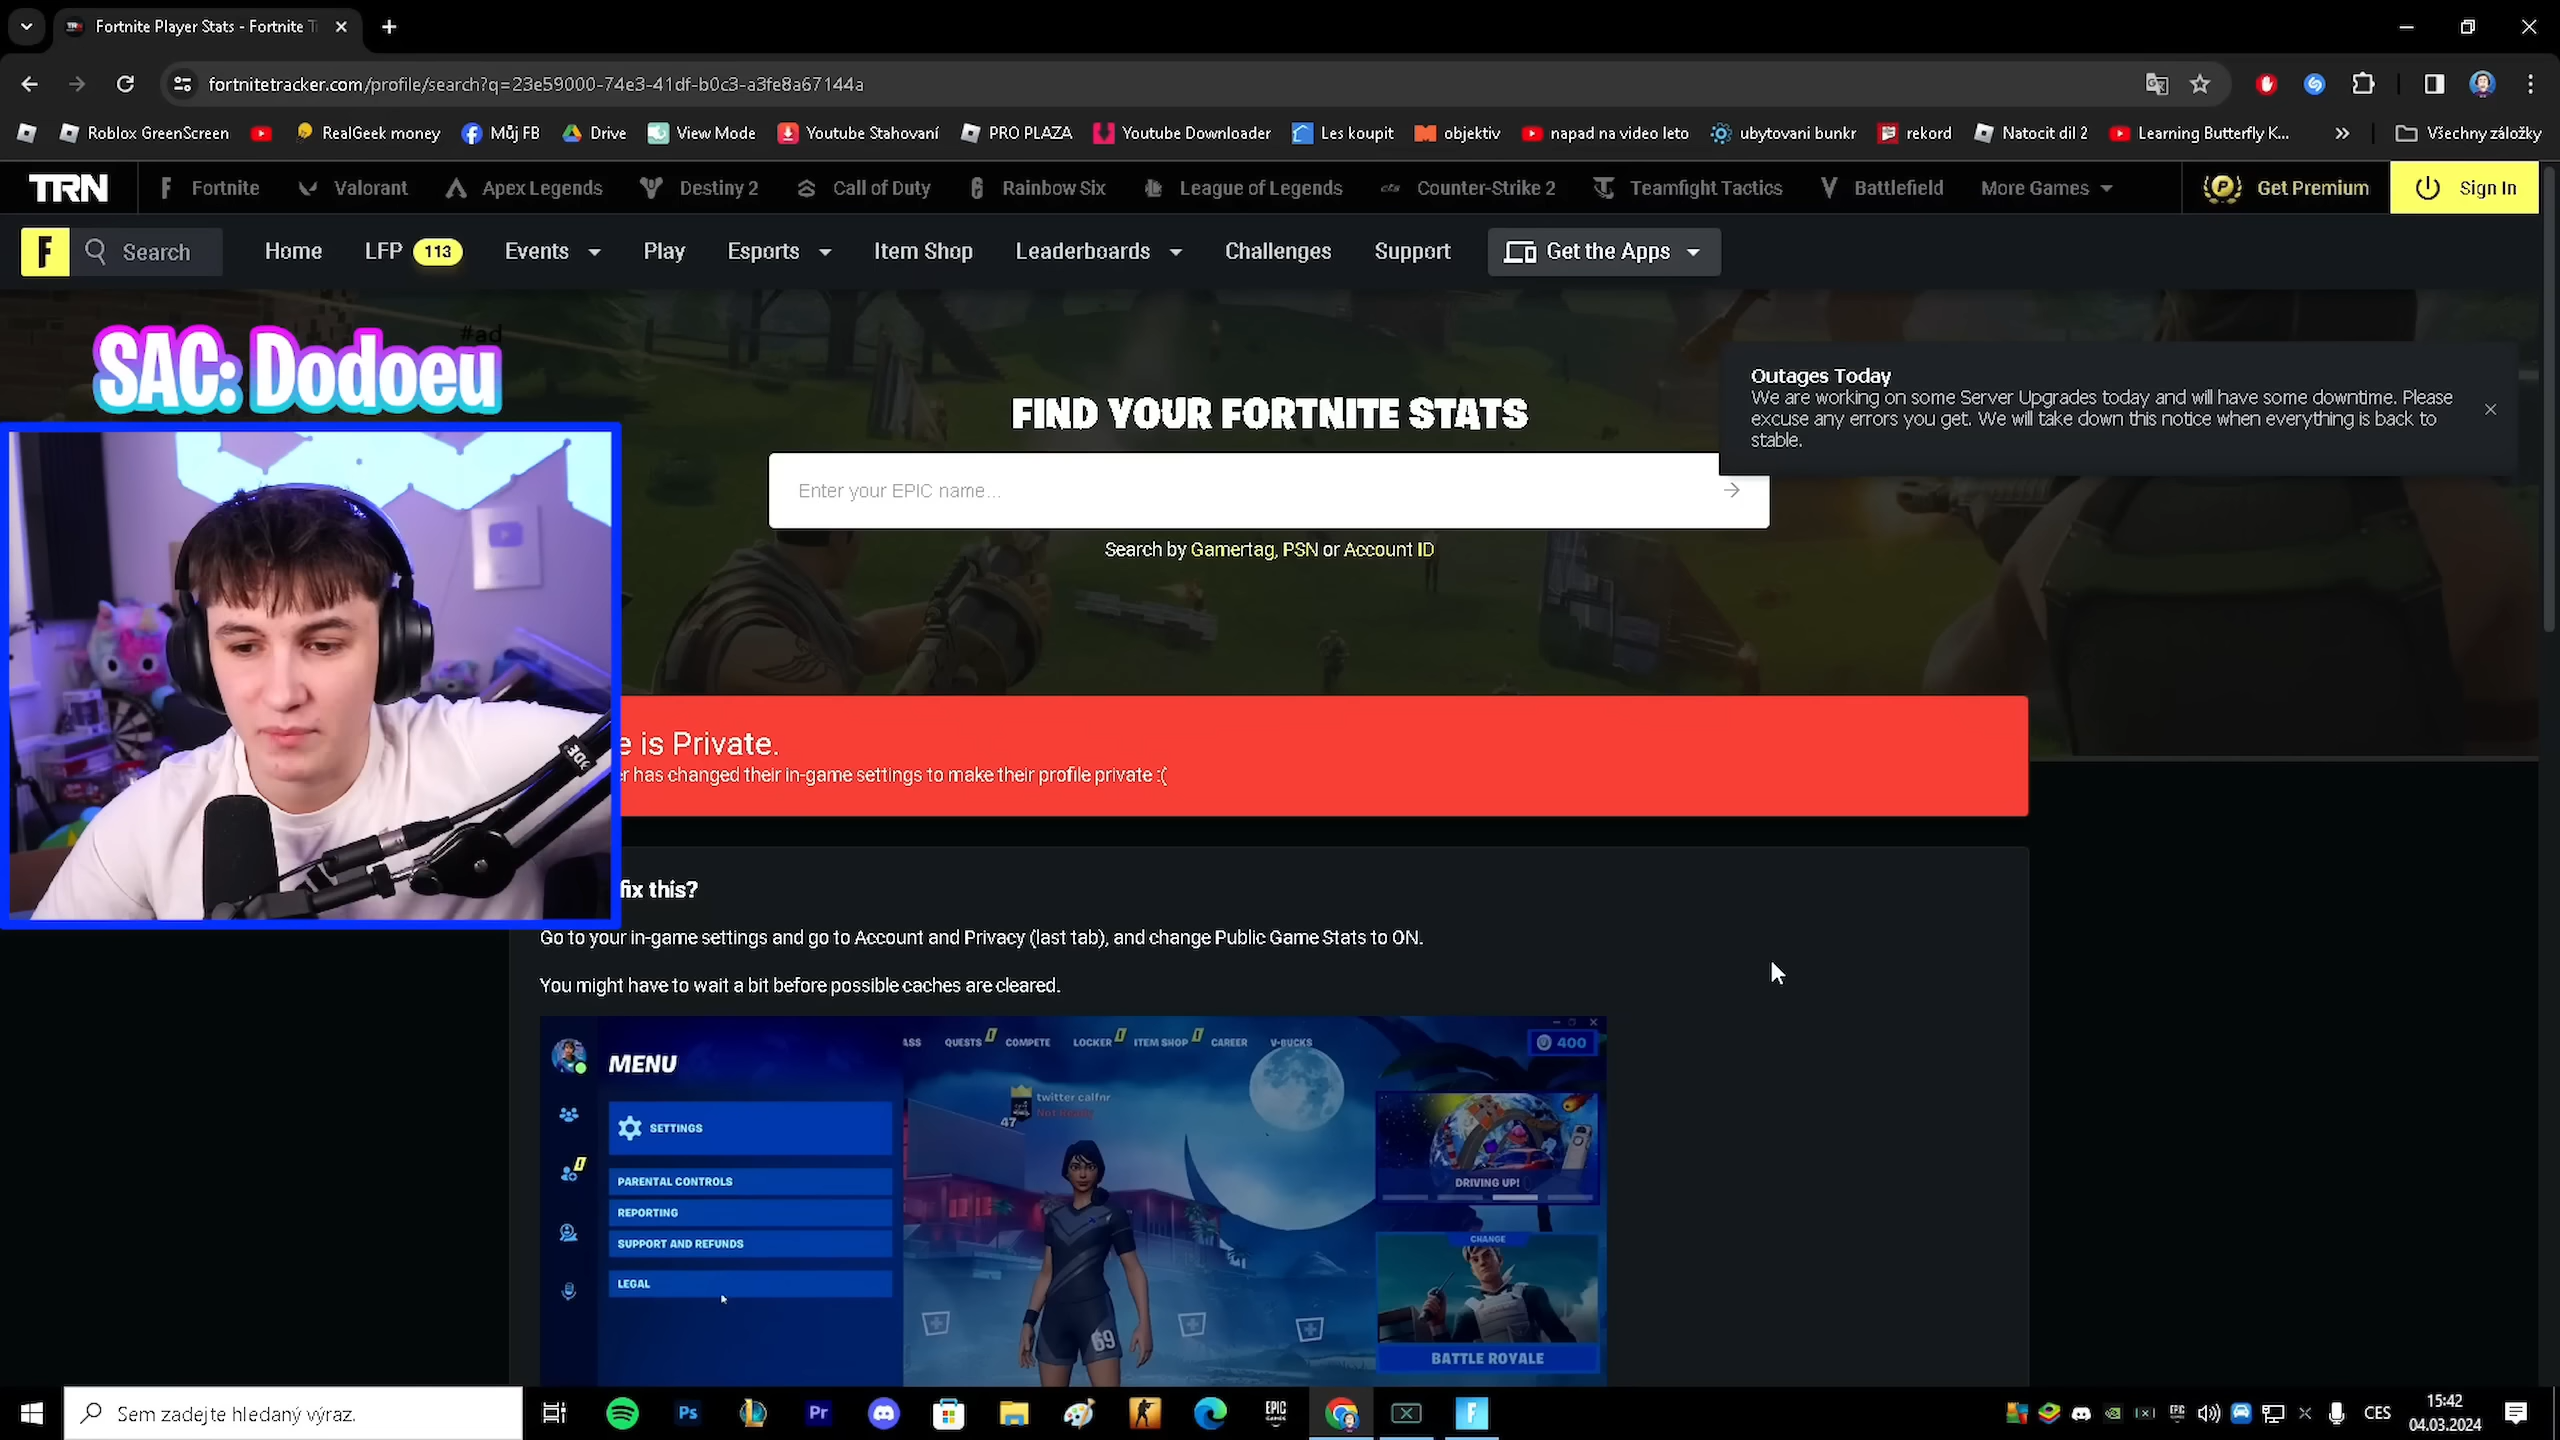 Fortnite Player Stats - Fortnite T
fortnitetracker.com/profile/search?q=23e59000-74e3-41df-b0c3-a3fe8a67144a
Roblox GreenScreen RealGeek money Můj FB Drive View Mode Youtube Stahovaní PRO PLAZA Youtube Downloader Les koupit objektiv napad na video leto ubytovani bunkr rekord Natocit dil 2 Learning Butterfly K... » Všechny záložky
TRN Fortnite Valorant Apex Legends Destiny 2 Call of Duty Rainbow Six League of Legends Counter-Strike 2 Teamfight Tactics Battlefield More Games Get Premium Sign In
F Search Home LFP 113 Events Play Esports Item Shop Leaderboards Challenges Support Get the Apps
#ad
SAC: Dodoeu
Outages Today
We are working on some Server Upgrades today and will have some downtime. Please
excuse any errors you get. We will take down this notice when everything is back to
stable.
FIND YOUR FORTNITE STATS
Enter your EPIC name...
Search by Gamertag, PSN or Account ID
e is Private.
er has changed their in-game settings to make their profile private :(
fix this?
Go to your in-game settings and go to Account and Privacy (last tab), and change Public Game Stats to ON.
You might have to wait a bit before possible caches are cleared.
ASS QUESTS COMPETE LOCKER ITEM SHOP CAREER V-BUCKS 400
MENU
twitter calfnr
Not Ready
47
SETTINGS
PARENTAL CONTROLS
REPORTING
SUPPORT AND REFUNDS
LEGAL
DRIVING UP!
CHANGE
BATTLE ROYALE
69
Sem zadejte hledaný výraz.
Ps
Pr
EPIC
GAMES
F
CES
15:42
04.03.2024